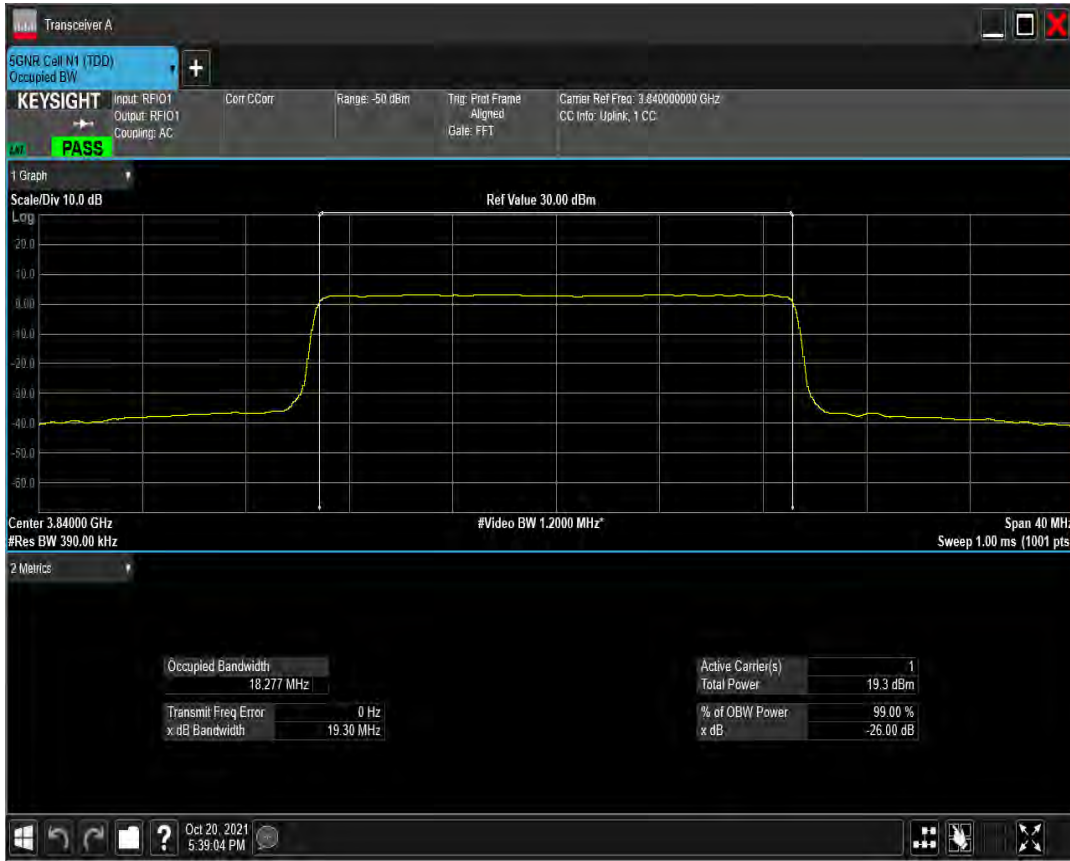 Transceiver A
5GNR Cell N1 (TDD)
Occupied BW
+
KEYSIGHT
Input: RFIO1
Output: RFIO1
Coupling: AC
PASS
Corr CCorr
Range: -50 dBm
Trig: Prot Frame
Aligned
Gate: FFT
Carrier Ref Freq: 3.840000000 GHz
CC Info: Uplink, 1 CC
1 Graph
Scale/Div 10.0 dB
Ref Value 30.00 dBm
Log
20.0
10.0
0.00
-10.0
-20.0
-30.0
-40.0
-50.0
-60.0
Center 3.84000 GHz
#Video BW 1.2000 MHz*
Span 40 MHz
#Res BW 390.00 kHz
Sweep 1.00 ms (1001 pts
2 Metrics
Occupied Bandwidth
18.277 MHz
Transmit Freq Error 0 Hz
x dB Bandwidth 19.30 MHz
Active Carrier(s) 1
Total Power 19.3 dBm
% of OBW Power 99.00 %
x dB -26.00 dB
?
Oct 20, 2021
5:39:04 PM